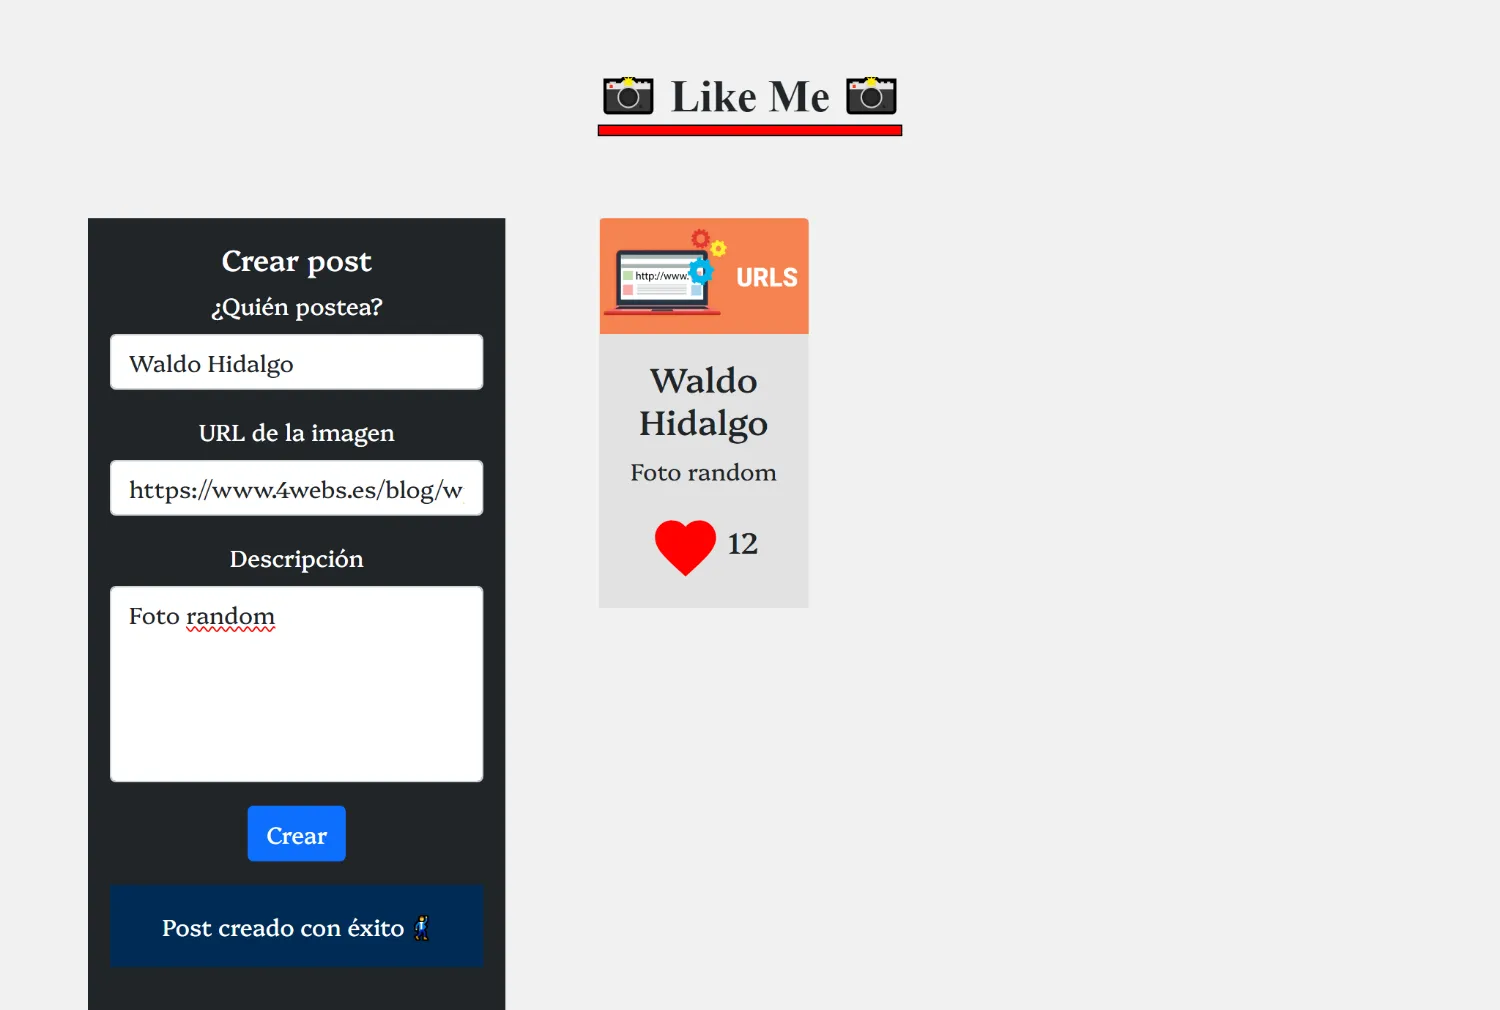 Like Me
Crear post
¿Quién postea?
Waldo Hidalgo
URL de la imagen
https://www.4webs.es/blog/w
Descripción
Foto random
Crear
Post creado con éxito
http://www.
URLS
Waldo
Hidalgo
Foto random
12